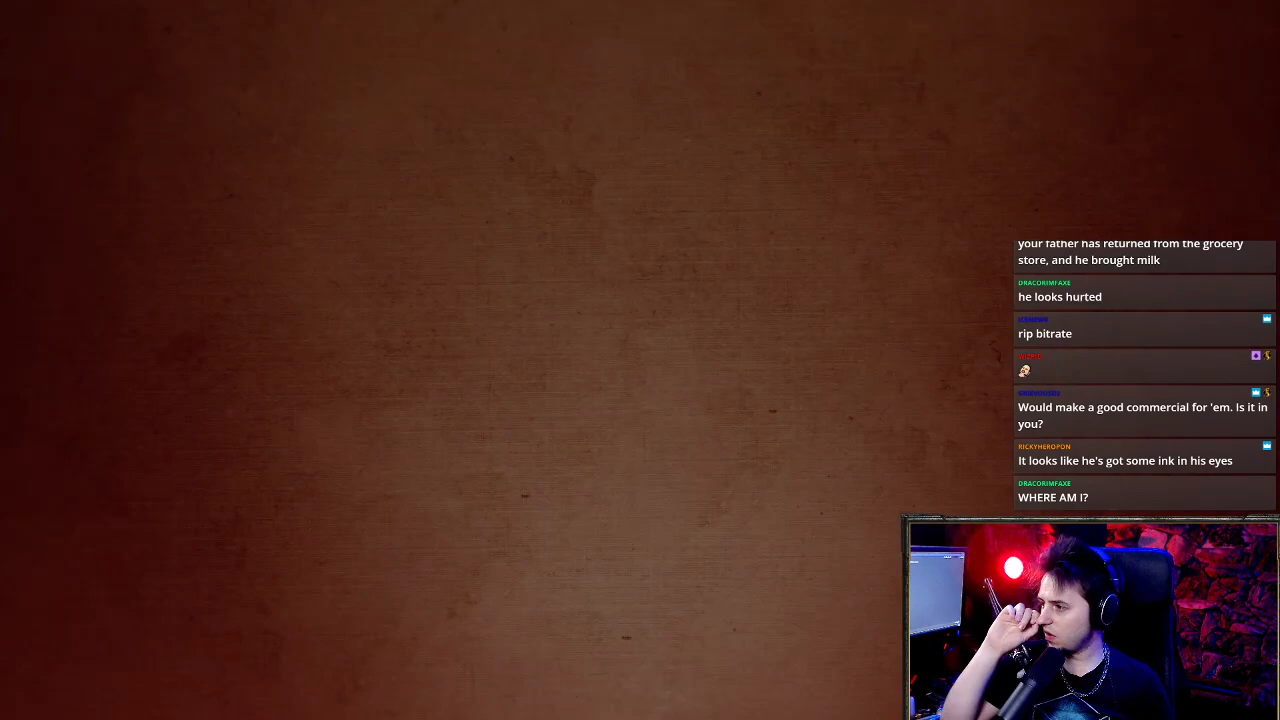 your father has returned from the grocery
store, and he brought milk
DRACORIMFAXE
he looks hurted
rip bitrate
Would make a good commercial for 'em. Is it in
you?
RICKYHEROPON
It looks like he's got some ink in his eyes
DRACORIMFAXE
WHERE AM I?